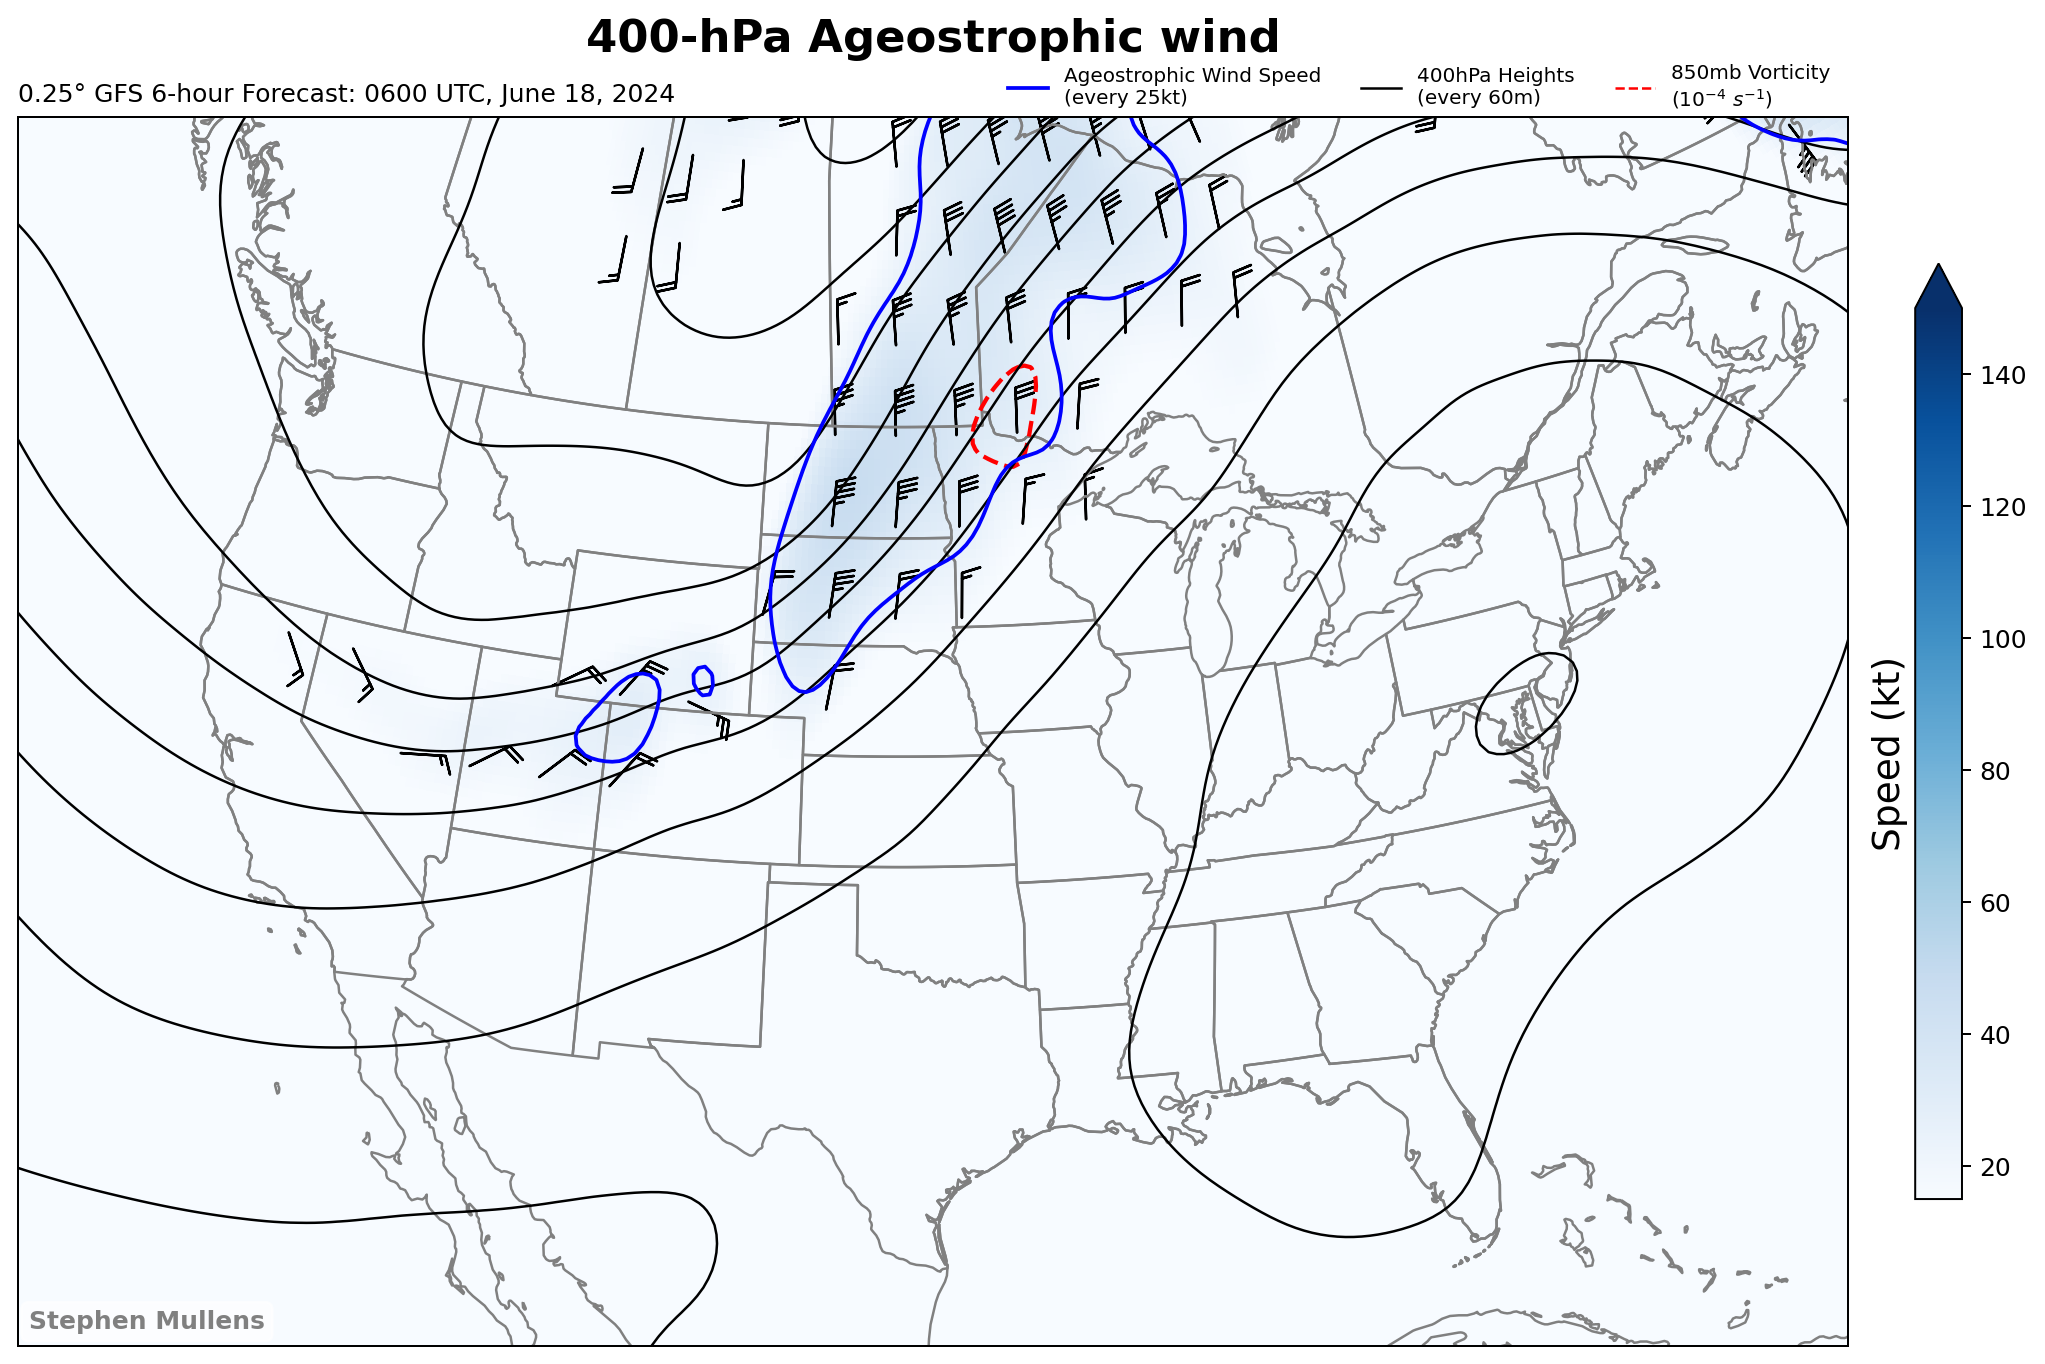 400-hPa Ageostrophic wind
0.25° GFS 6-hour Forecast: 0600 UTC, June 18, 2024
Ageostrophic Wind Speed
(every 25kt)
400hPa Heights
(every 60m)
850mb Vorticity
(10⁻⁴ s⁻¹)
140
120
100
80
60
40
20
Speed (kt)
Stephen Mullens